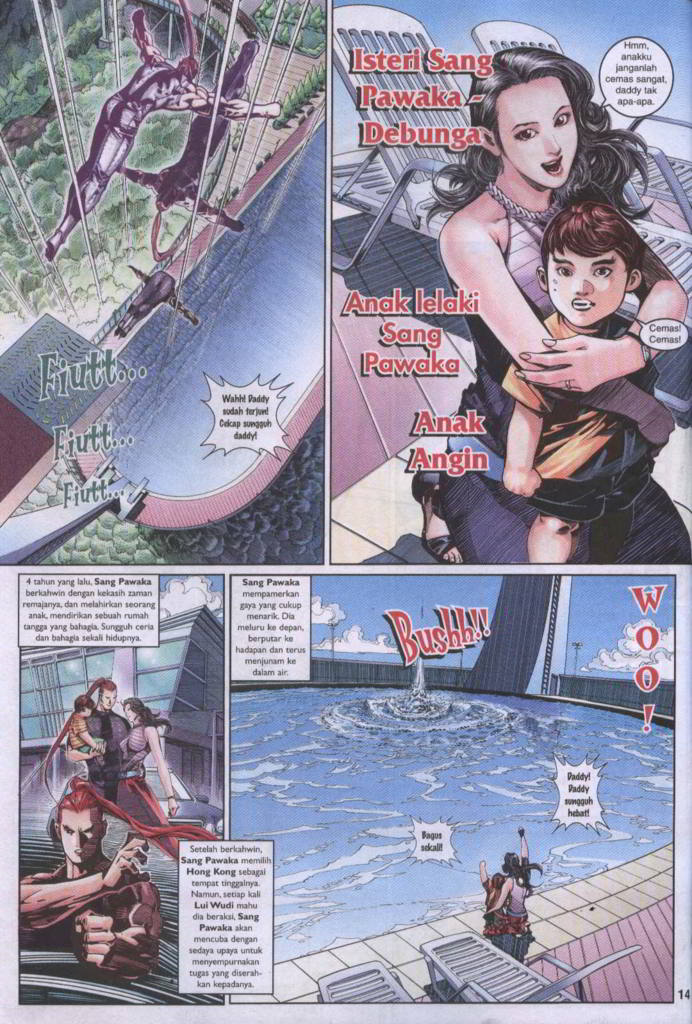 Fiutt...
Fiutt...
Fiutt...
Wahh! Daddy
sudah terjun!
Cekap sungguh
daddy!
Isteri Sang
Pawaka -
Debunga
Hmm,
anakku
janganlah
cemas sangat,
daddy tak
apa-apa.
Anak lelaki
Sang
Pawaka
Anak
Angin
Cemas!
Cemas!
4 tahun yang lalu, Sang Pawaka
berkahwin dengan kekasih zaman
remajanya, dan melahirkan seorang
anak, mendirikan sebuah rumah
tangga yang bahagia. Sungguh ceria
dan bahagia sekali hidupnya.
Setelah berkahwin,
Sang Pawaka memilih
Hong Kong sebagai
tempat tinggalnya.
Namun, setiap kali
Lui Wudi mahu
dia beraksi, Sang
Pawaka akan
mencuba dengan
sedaya upaya untuk
menyempurnakan
tugas yang diserah-
kan kepadanya.
Sang Pawaka
mempamerkan
gaya yang cukup
menarik. Dia
meluru ke depan,
berputar ke
hadapan dan terus
menjunam ke
dalam air.
Bushh!!
WOO!
Daddy!
Daddy
sungguh
hebat!
Bagus
sekali!
14